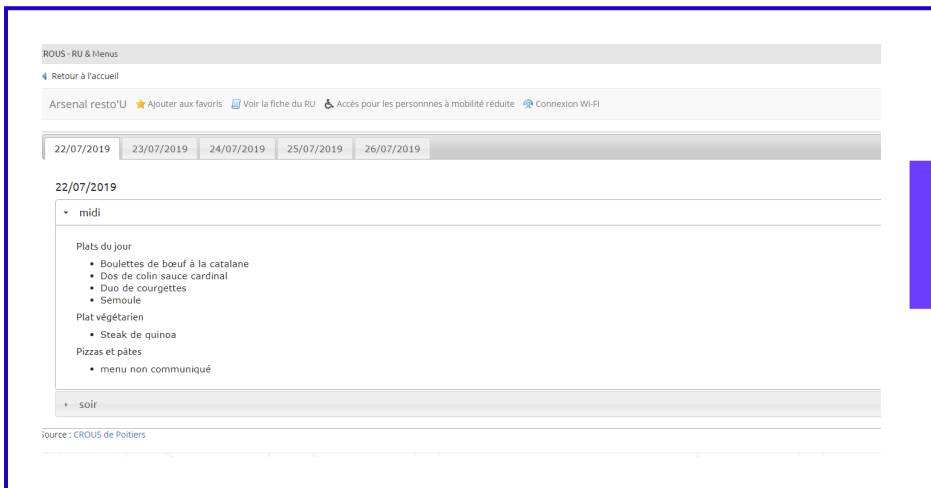 CROUS - RU & Menus
Retour à l'accueil
Arsenal resto'U Ajouter aux favoris Voir la fiche du RU Accès pour les personnnes à mobilité réduite Connexion Wi-Fi
22/07/2019 23/07/2019 24/07/2019 25/07/2019 26/07/2019
22/07/2019
midi
Plats du jour
• Boulettes de bœuf à la catalane
• Dos de colin sauce cardinal
• Duo de courgettes
• Semoule
Plat végétarien
• Steak de quinoa
Pizzas et pâtes
• menu non communiqué
soir
Source : CROUS de Poitiers